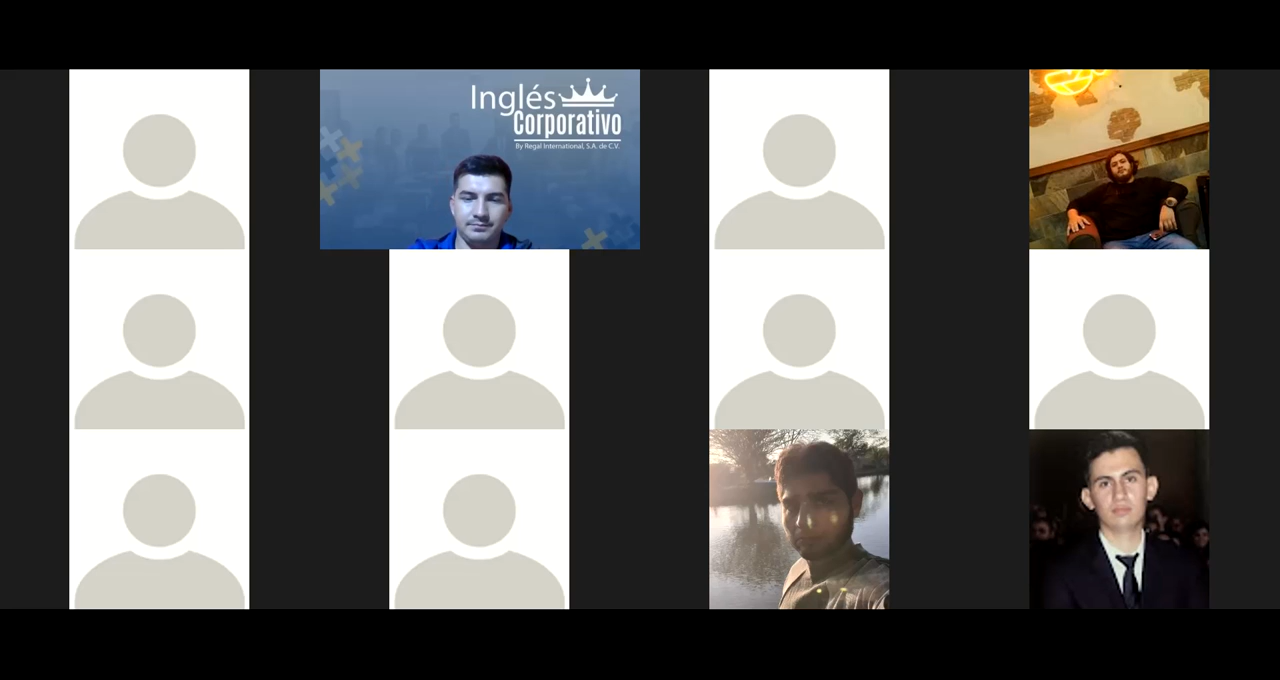 Inglés
Corporativo
By Regal International, S.A. de C.V.